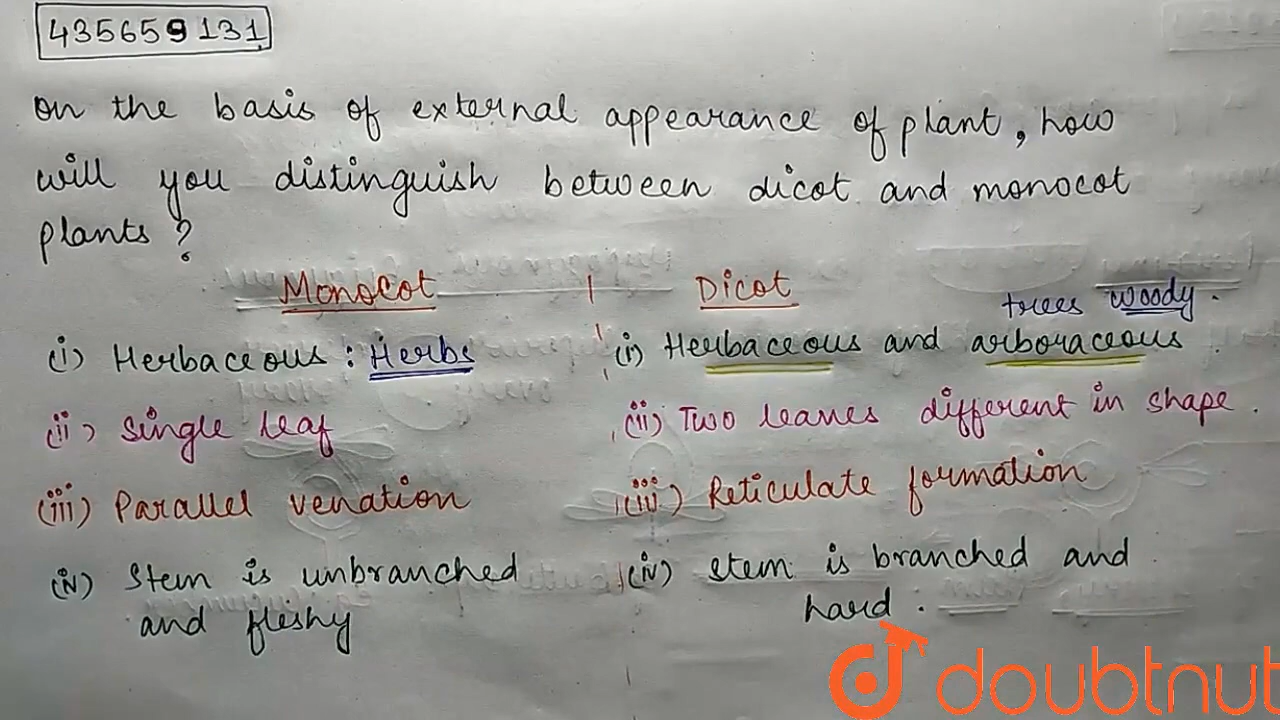 435659131
on the basis of external appearance of plant, how
will you distinguish between dicot and monocot
plants?
Monocot | Dicot
trees woody.
(i) Herbaceous : Herbs
(i) Herbaceous and arboraceous.
(ii) Single leaf
(ii) Two leaves different in shape.
(iii) Parallel venation
(iii) Reticulate formation
(iv) Stem is unbranched
and fleshy
(iv) stem is branched and
hard.
doubtnut